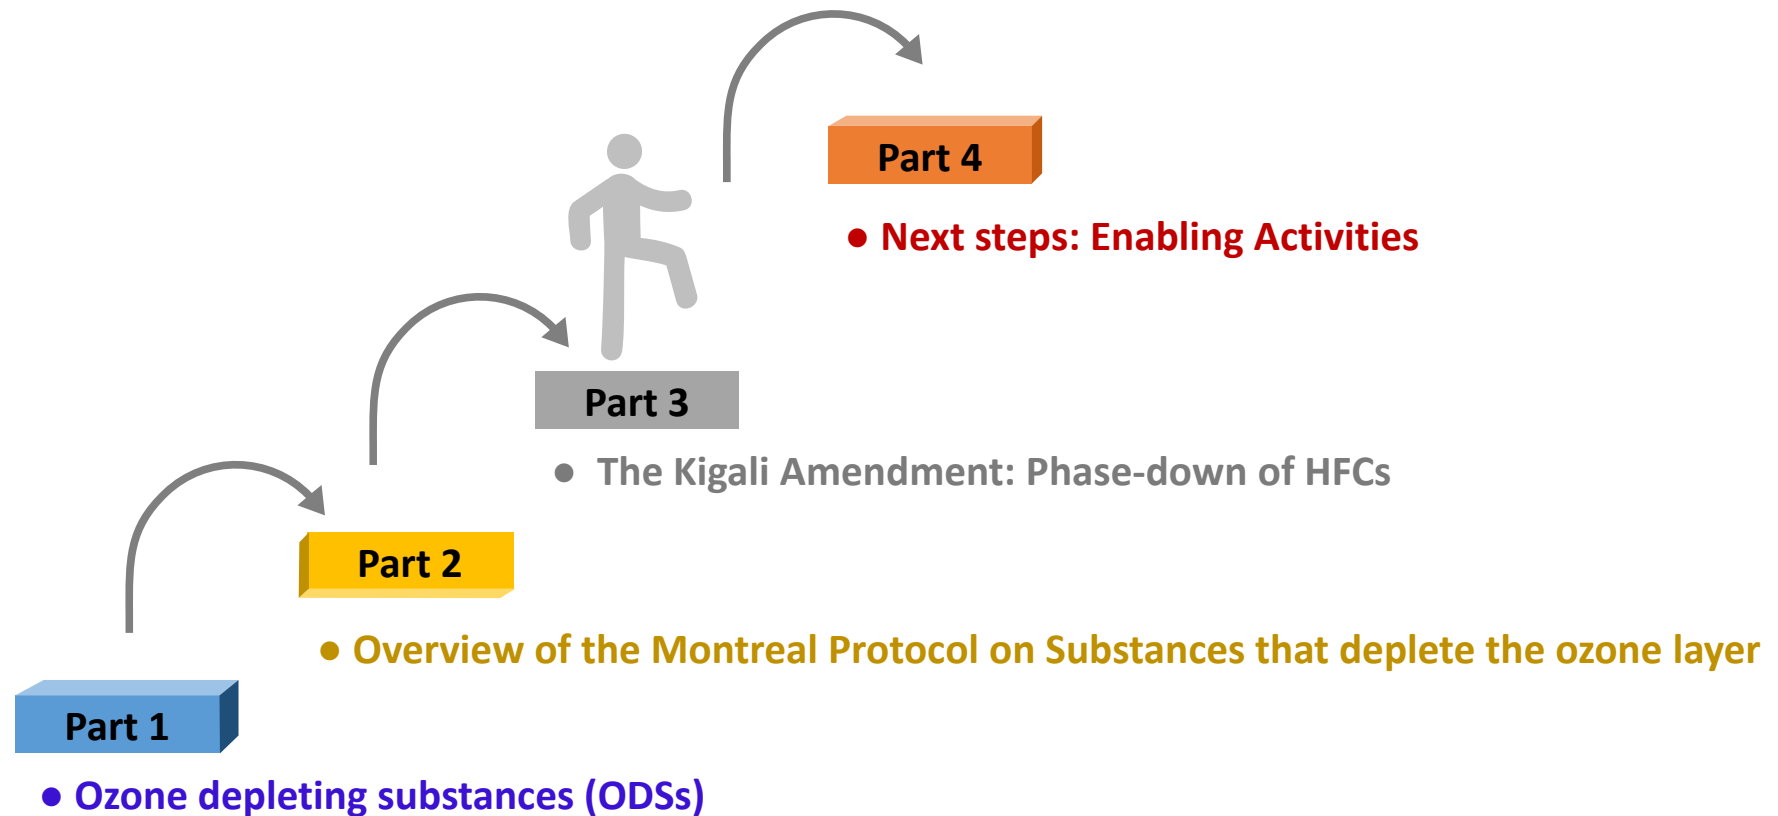 Part 4
● Next steps: Enabling Activities
Part 3
● The Kigali Amendment: Phase-down of HFCs
Part 2
● Overview of the Montreal Protocol on Substances that deplete the ozone layer
Part 1
● Ozone depleting substances (ODSs)